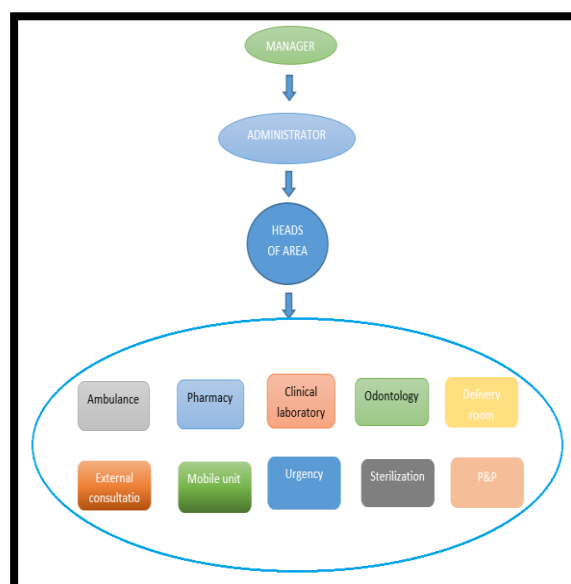 MANAGER
ADMINISTRATOR
HEADS
OF AREA
Ambulance
Pharmacy
Clinical
laboratory
Odontology
Delivery
room
External
consultatio
Mobile unit
Urgency
Sterilization
P&P